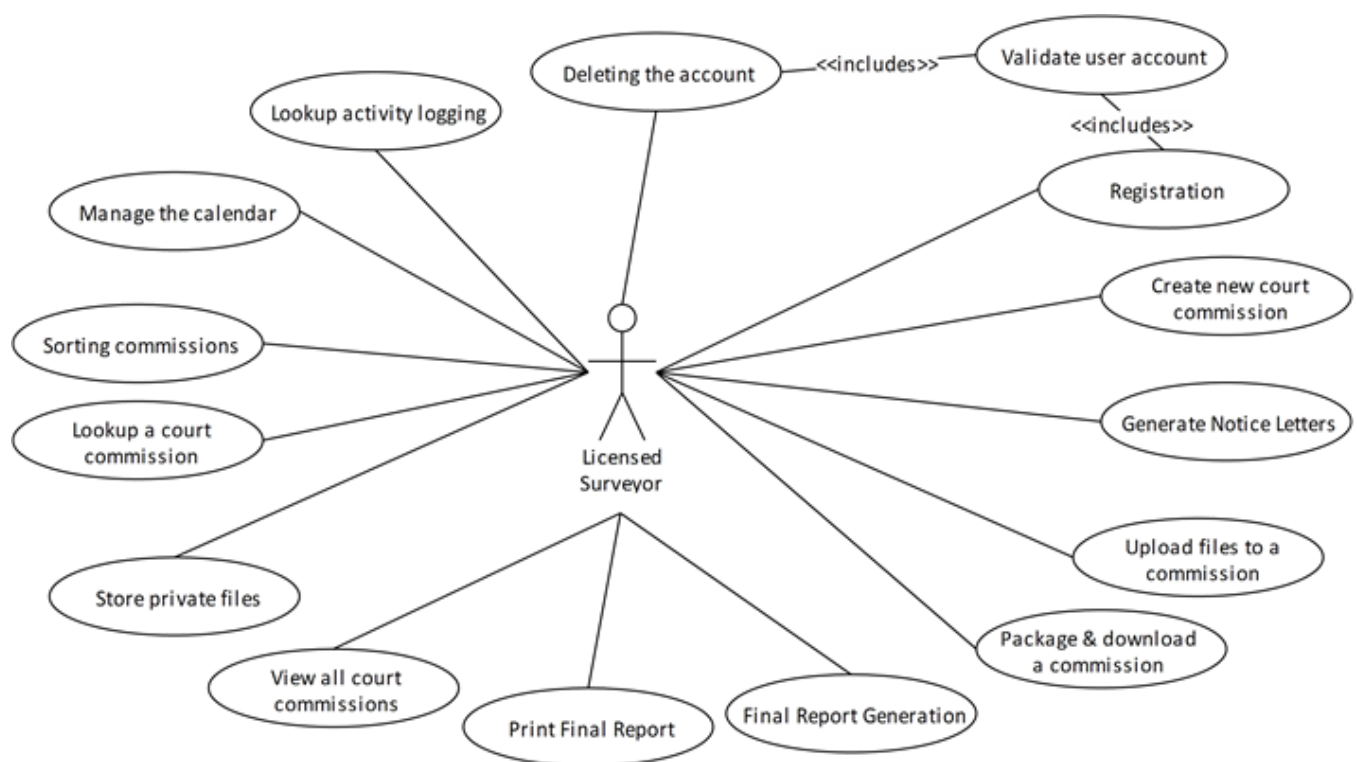 Deleting the account
<<includes>>
Validate user account
<<includes>>
Lookup activity logging
Registration
Manage the calendar
Create new court
commission
Sorting commissions
Lookup a court
commission
Generate Notice Letters
Licensed
Surveyor
Upload files to a
commission
Store private files
Package & download
a commission
View all court
commissions
Print Final Report
Final Report Generation